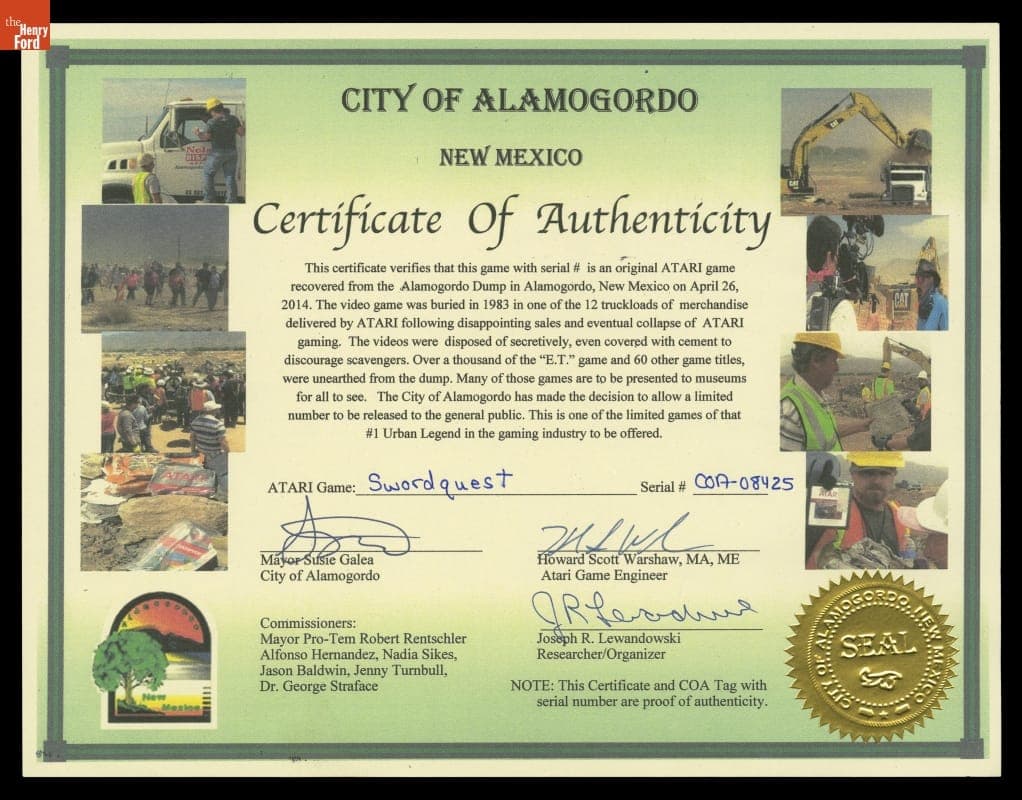 the
Henry
Ford
CITY OF ALAMOGORDO
NEW MEXICO
Certificate Of Authenticity
This certificate verifies that this game with serial # is an original ATARI game
recovered from the Alamogordo Dump in Alamogordo, New Mexico on April 26,
2014. The video game was buried in 1983 in one of the 12 truckloads of merchandise
delivered by ATARI following disappointing sales and eventual collapse of ATARI
gaming. The videos were disposed of secretively, even covered with cement to
discourage scavengers. Over a thousand of the “E.T.” game and 60 other game titles,
were unearthed from the dump. Many of those games are to be presented to museums
for all to see. The City of Alamogordo has made the decision to allow a limited
number to be released to the general public. This is one of the limited games of that
#1 Urban Legend in the gaming industry to be offered.
ATARI Game: Swordquest Serial # COA-08425
Mayor Susie Galea
City of Alamogordo
Howard Scott Warshaw, MA, ME
Atari Game Engineer
Commissioners:
Mayor Pro-Tem Robert Rentschler
Alfonso Hernandez, Nadia Sikes,
Jason Baldwin, Jenny Turnbull,
Dr. George Straface
Joseph R. Lewandowski
Researcher/Organizer
NOTE: This Certificate and COA Tag with
serial number are proof of authenticity.
New
Mexico
CITY OF ALAMOGORDO, NEW MEXICO
SEAL
CAT
CAT
ATARI
ATARI